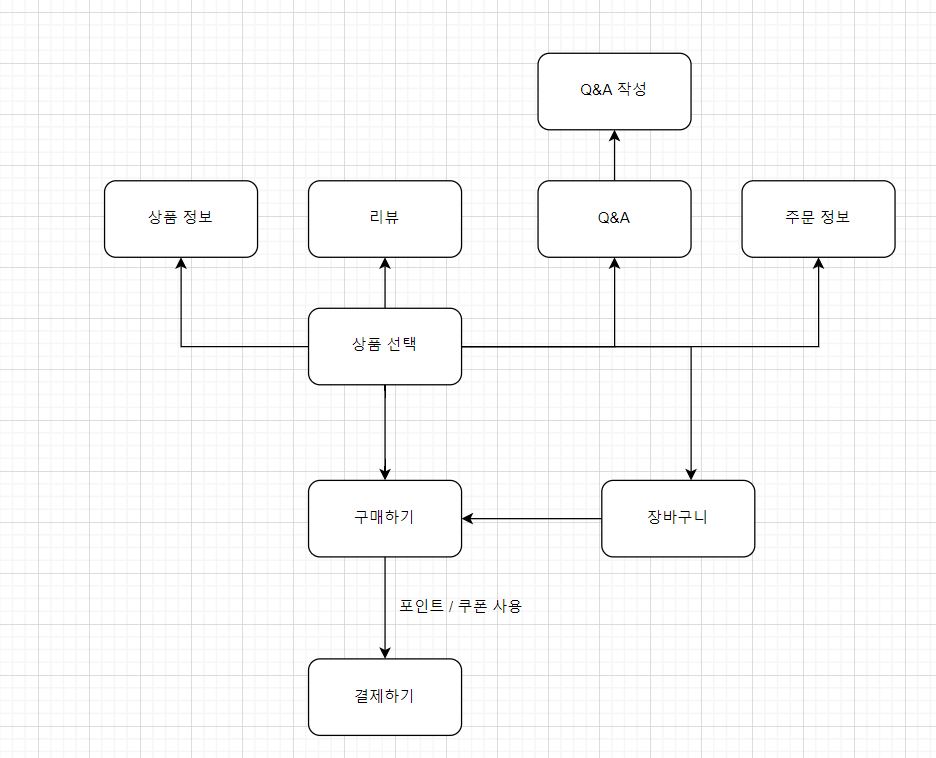 Q&A 작성
상품 정보
리뷰
Q&A
주문 정보
상품 선택
구매하기
장바구니
포인트 / 쿠폰 사용
결제하기